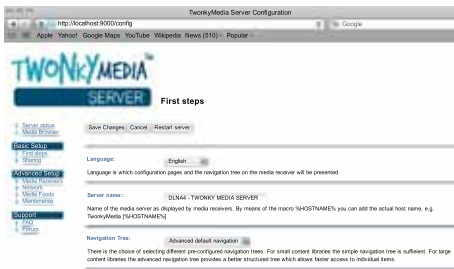 TwonkyMedia Server Configuration
http://localhost:9000/config
Google
Apple Yahoo! Google Maps YouTube Wikipedia News (510) Popular
TWONKYMEDIA™
SERVER
First steps
Server status
Media Browser
Save Changes Cancel Restart server
Basic Setup
First steps
Sharing
Language:
English
Language in which configuration pages and the navigation tree on the media receiver will be presented.
Advanced Setup
Media Receivers
Network
Media Feeds
Maintenance
Server name:
DLNA4 - TWONKY MEDIA SERVER
Name of the media server as displayed by media receivers. By means of the macro %HOSTNAME% you can add the actual host name, e.g.
TwonkyMedia [%HOSTNAME%]
Support
FAQ
Forum
Navigation Tree:
Advanced default navigation
There is the choice of selecting different pre-configured navigation trees. For small content libraries the simple navigation tree is suffieient. For large
content libraries the advanced navigation tree provides a better structured tree which allows faster access to individual items.